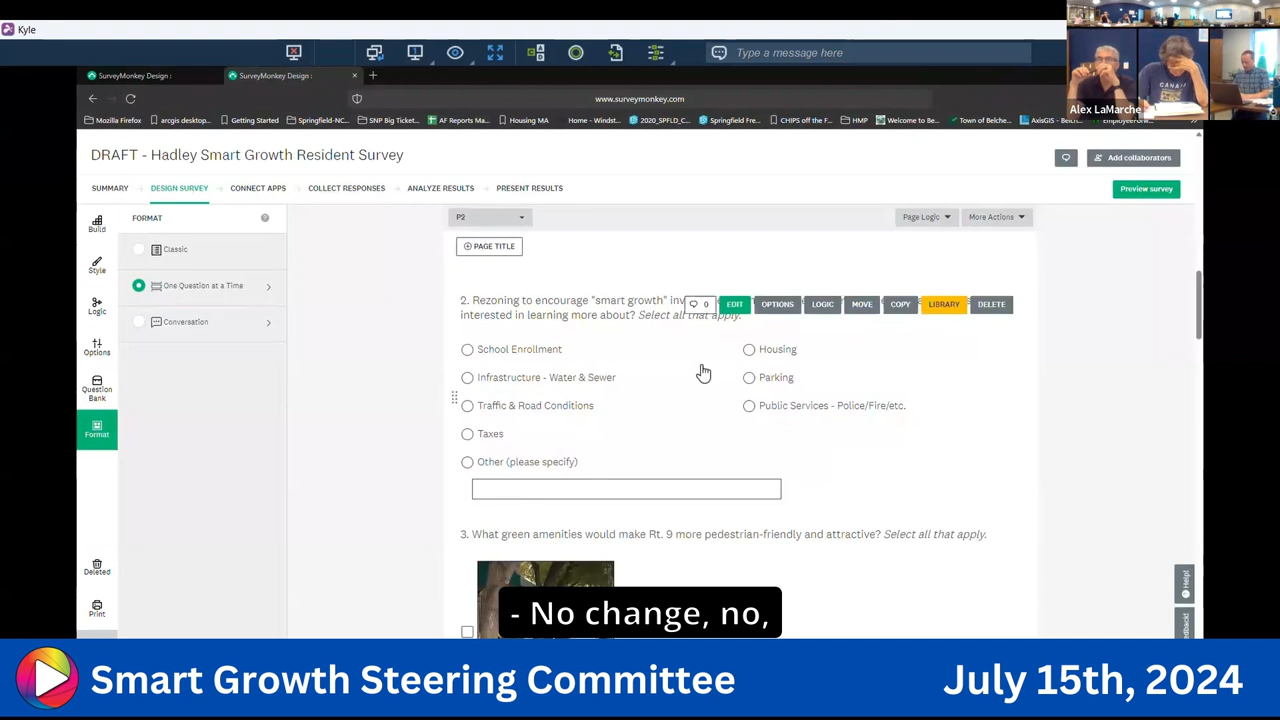 Kyle
Type a message here
SurveyMonkey Design :
SurveyMonkey Design :
www.surveymonkey.com
Mozilla Firefox
arcgis desktop...
Getting Started
Springfield-NC...
SNP Big Ticket...
AF Reports Ma...
Housing MA
Home - Windst...
2020_SPFLD_C...
Springfield Fre...
CHIPS off the F...
HMP
Welcome to Be...
Town of Belche...
AxisGIS - Belch...
Alex LaMarche
CANADA
DRAFT - Hadley Smart Growth Resident Survey
Add collaborators
SUMMARY
DESIGN SURVEY
CONNECT APPS
COLLECT RESPONSES
ANALYZE RESULTS
PRESENT RESULTS
Preview survey
Build
Style
Logic
Options
Question
Bank
Format
Deleted
Print
FORMAT
Classic
One Question at a Time
Conversation
P2
Page Logic
More Actions
PAGE TITLE
2. Rezoning to encourage "smart growth"
0
EDIT
OPTIONS
LOGIC
MOVE
COPY
LIBRARY
DELETE
interested in learning more about? Select all that apply.
School Enrollment
Housing
Infrastructure - Water & Sewer
Parking
Traffic & Road Conditions
Public Services - Police/Fire/etc.
Taxes
Other (please specify)
3. What green amenities would make Rt. 9 more pedestrian-friendly and attractive? Select all that apply.
Help!
- No change, no,
Smart Growth Steering Committee
July 15th, 2024